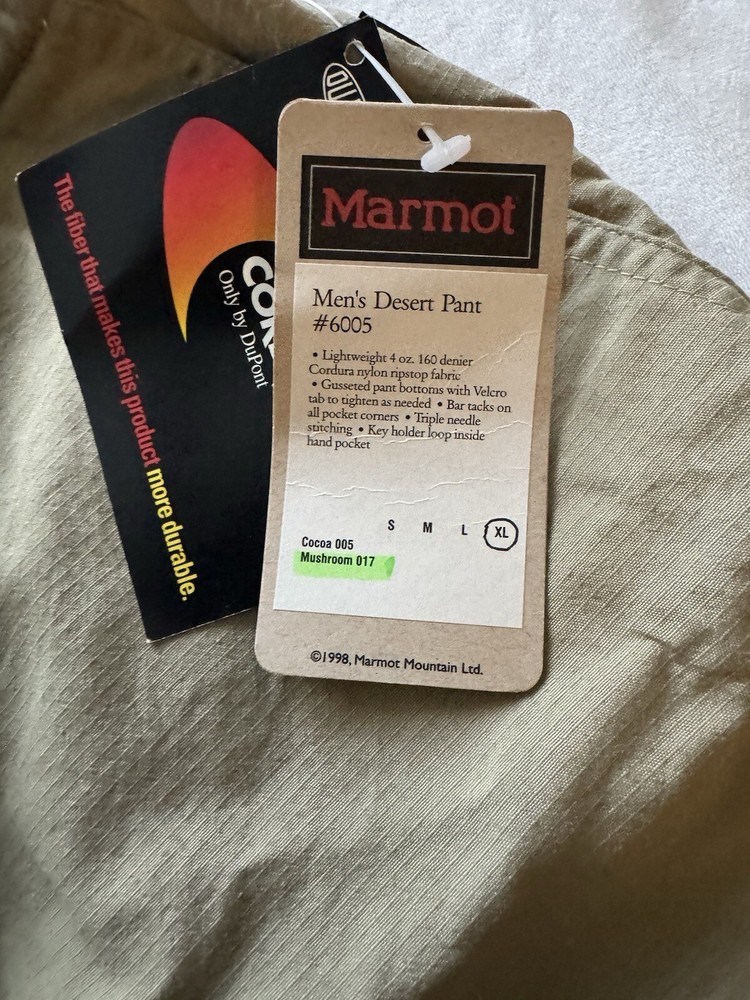 Marmot
Men's Desert Pant
#6005
• Lightweight 4 oz. 160 denier
Cordura nylon ripstop fabric
• Gusseted pant bottoms with Velcro
tab to tighten as needed • Bar tacks on
all pocket corners • Triple needle
stitching • Key holder loop inside
hand pocket
S M L XL
Cocoa 005
Mushroom 017
©1998, Marmot Mountain Ltd.
The fiber that makes this product more durable.
Only by DuPont